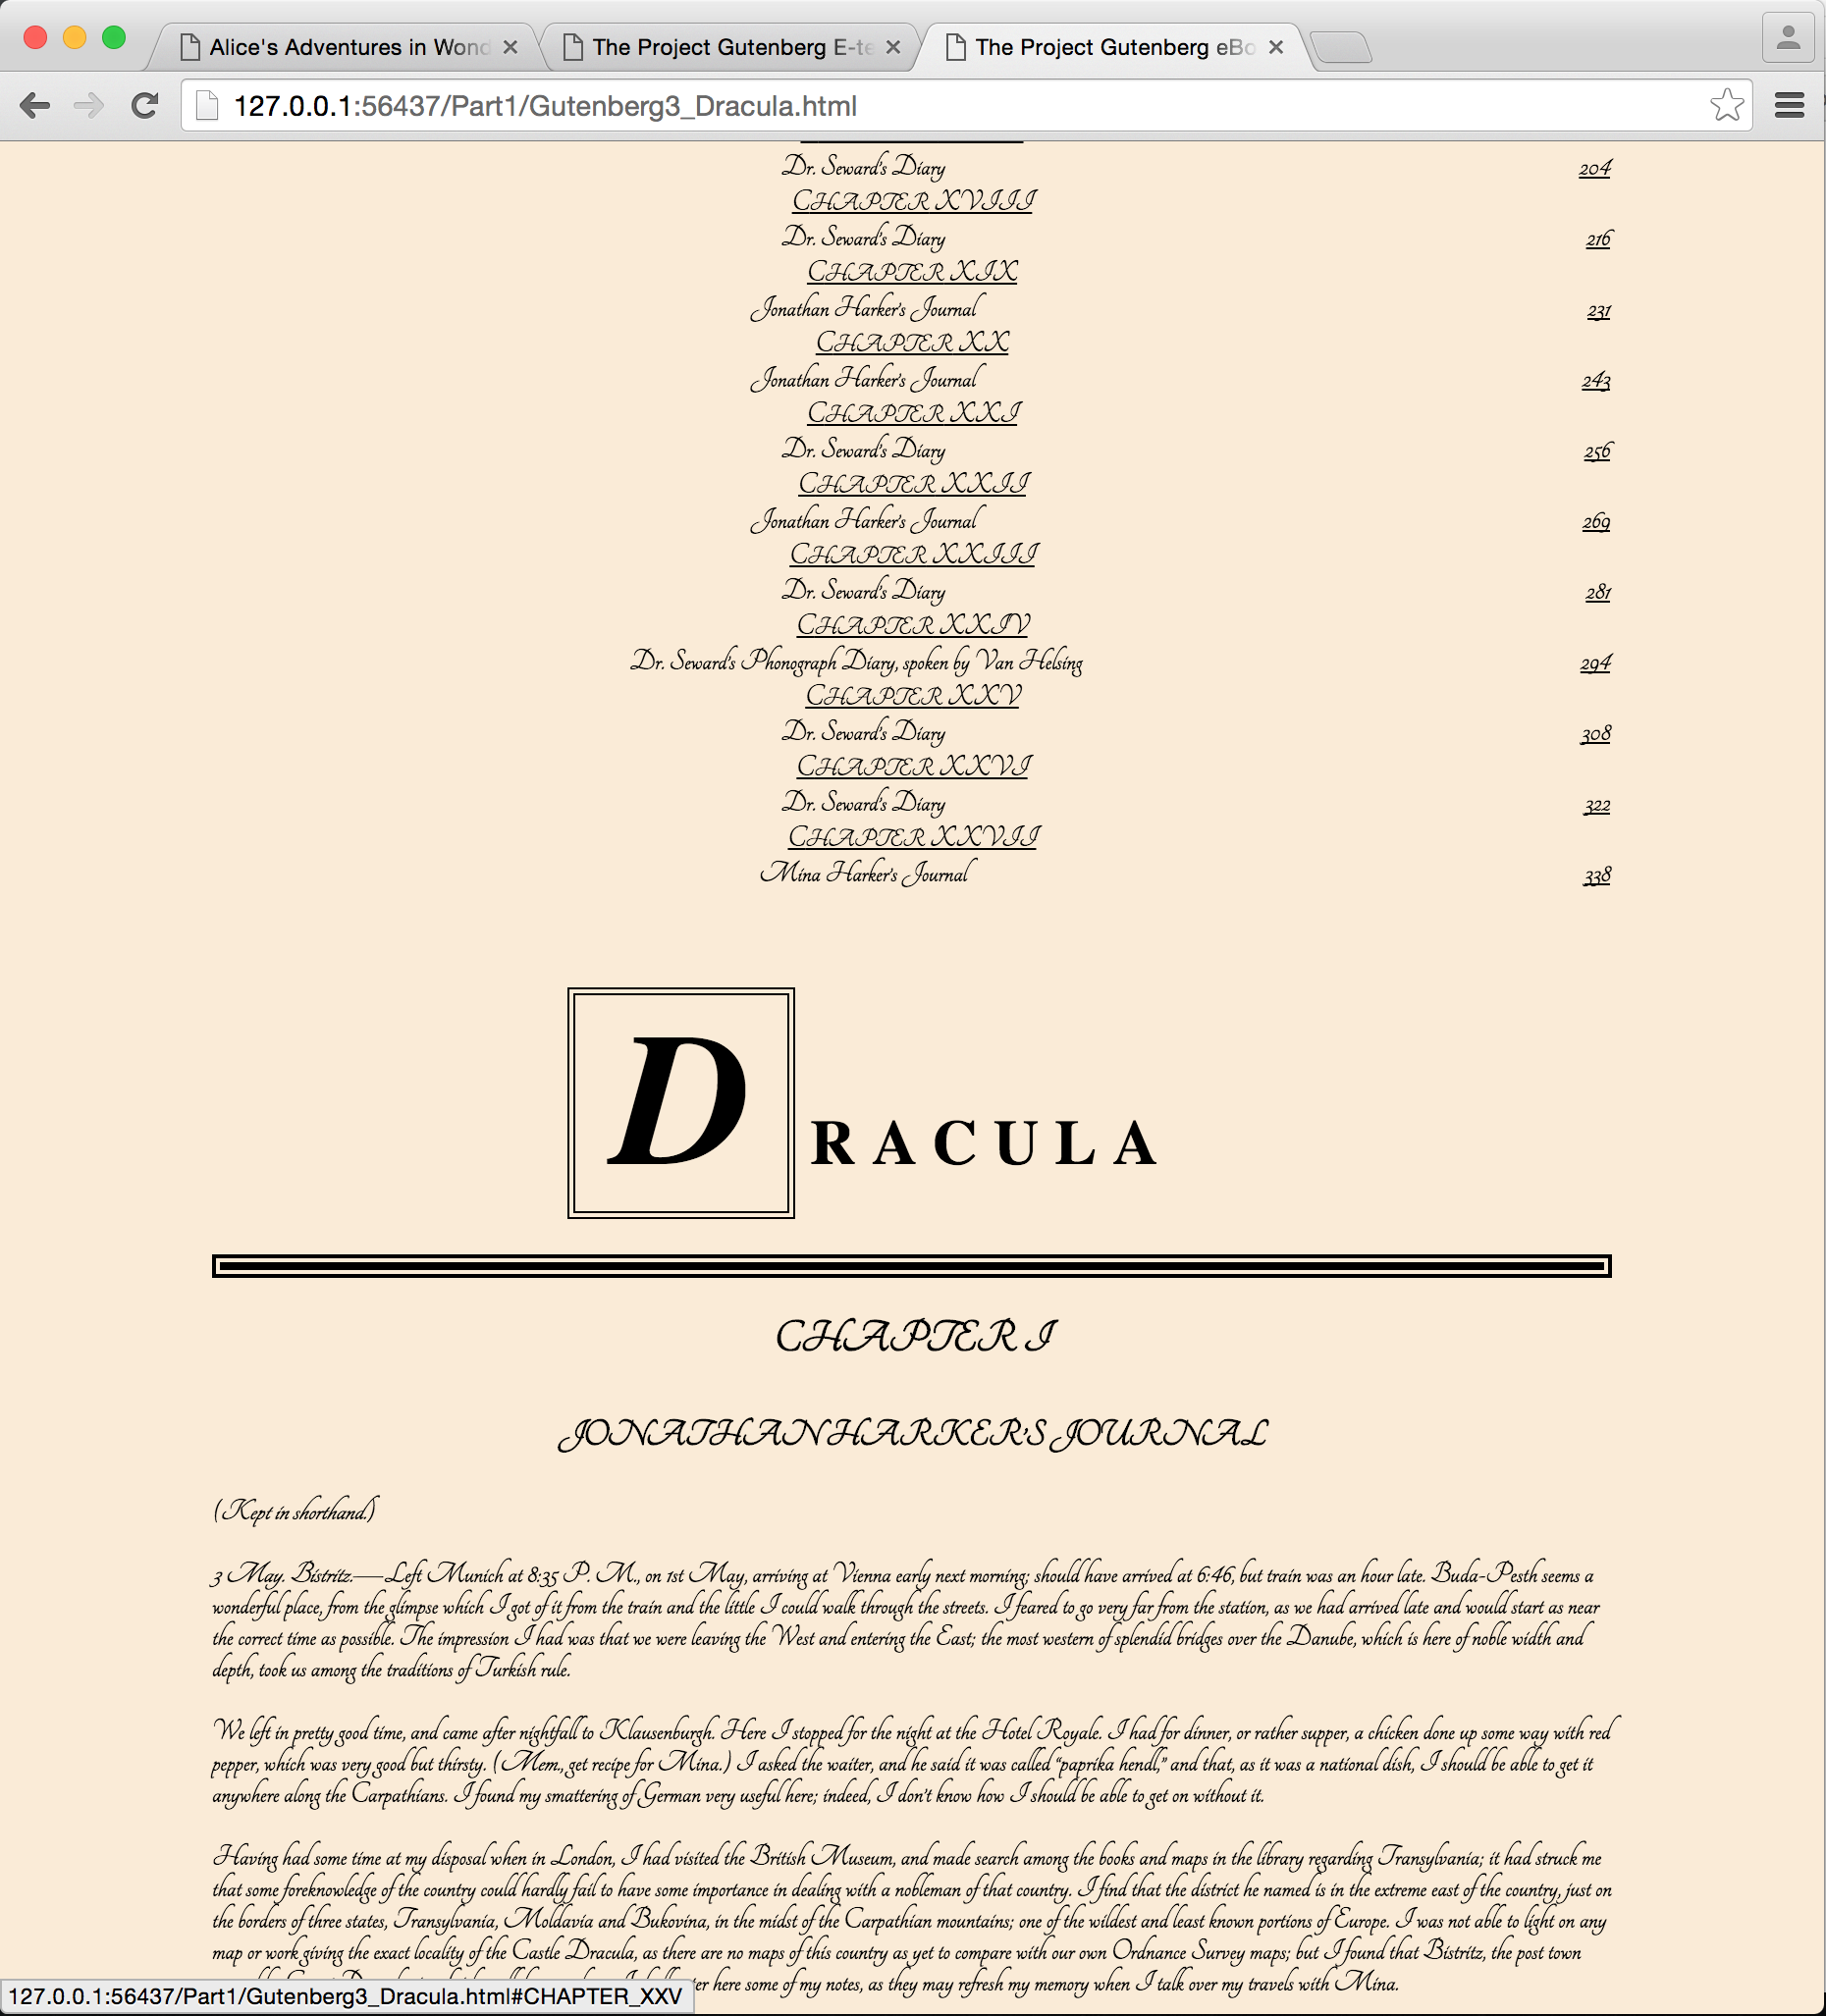 Alice's Adventures in Wond
The Project Gutenberg E-te
The Project Gutenberg eBo
127.0.0.1:56437/Part1/Gutenberg3_Dracula.html
Dr. Seward's Diary 204
CHAPTER XVIII
Dr. Seward's Diary 216
CHAPTER XIX
Jonathan Harker's Journal 231
CHAPTER XX
Jonathan Harker's Journal 243
CHAPTER XXI
Dr. Seward's Diary 256
CHAPTER XXII
Jonathan Harker's Journal 269
CHAPTER XXIII
Dr. Seward's Diary 281
CHAPTER XXIV
Dr. Seward's Phonograph Diary, spoken by Van Helsing 294
CHAPTER XXV
Dr. Seward's Diary 308
CHAPTER XXVI
Dr. Seward's Diary 322
CHAPTER XXVII
Mina Harker's Journal 338
DRACULA
CHAPTER I
JONATHAN HARKER'S JOURNAL
(Kept in shorthand.)
3 May. Bistritz.—Left Munich at 8:35 P. M., on 1st May, arriving at Vienna early next morning; should have arrived at 6:46, but train was an hour late. Buda-Pesth seems a
wonderful place, from the glimpse which I got of it from the train and the little I could walk through the streets. I feared to go very far from the station, as we had arrived late and would start as near
the correct time as possible. The impression I had was that we were leaving the West and entering the East; the most western of splendid bridges over the Danube, which is here of noble width and
depth, took us among the traditions of Turkish rule.
We left in pretty good time, and came after nightfall to Klausenburgh. Here I stopped for the night at the Hotel Royale. I had for dinner, or rather supper, a chicken done up some way with red
pepper, which was very good but thirsty. (Mem., get recipe for Mina.) I asked the waiter, and he said it was called “paprika hendl,” and that, as it was a national dish, I should be able to get it
anywhere along the Carpathians. I found my smattering of German very useful here; indeed, I don't know how I should be able to get on without it.
Having had some time at my disposal when in London, I had visited the British Museum, and made search among the books and maps in the library regarding Transylvania; it had struck me
that some foreknowledge of the country could hardly fail to have some importance in dealing with a nobleman of that country. I find that the district he named is in the extreme east of the country, just on
the borders of three states, Transylvania, Moldavia and Bukovina, in the midst of the Carpathian mountains; one of the wildest and least known portions of Europe. I was not able to light on any
map or work giving the exact locality of the Castle Dracula, as there are no maps of this country as yet to compare with our own Ordnance Survey maps; but I found that Bistritz, the post town
here some of my notes, as they may refresh my memory when I talk over my travels with Mina.
127.0.0.1:56437/Part1/Gutenberg3_Dracula.html#CHAPTER_XXV